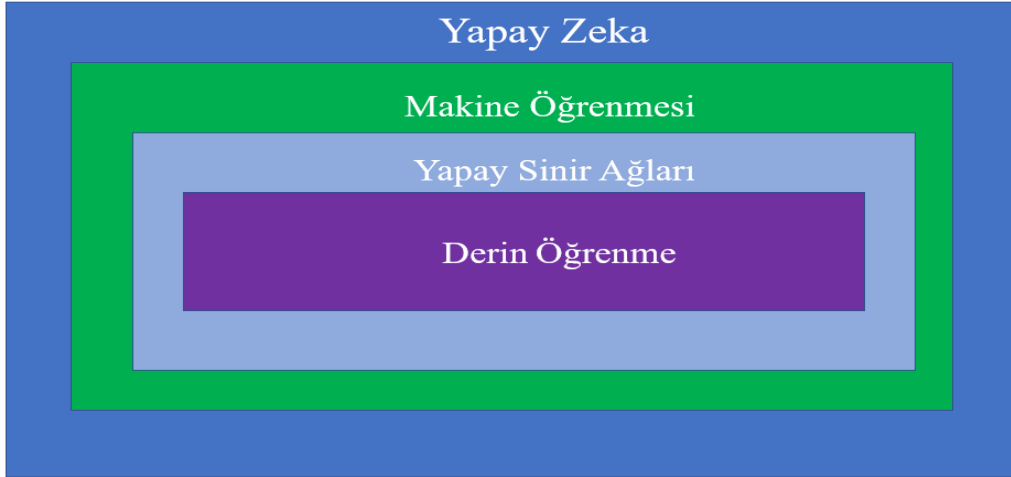 Yapay Zeka
Makine Öğrenmesi
Yapay Sinir Ağları
Derin Öğrenme